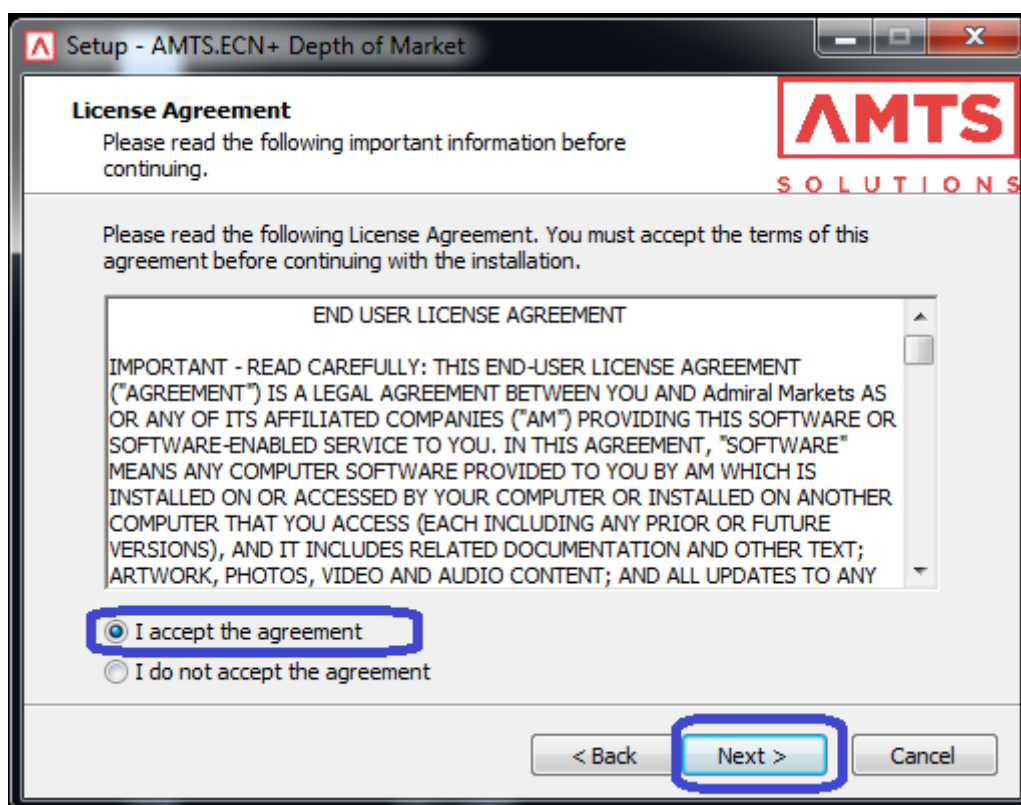 Setup - AMTS.ECN+ Depth of Market
License Agreement
Please read the following important information before
continuing.
AMTS
SOLUTIONS
Please read the following License Agreement. You must accept the terms of this
agreement before continuing with the installation.
END USER LICENSE AGREEMENT
IMPORTANT - READ CAREFULLY: THIS END-USER LICENSE AGREEMENT
("AGREEMENT") IS A LEGAL AGREEMENT BETWEEN YOU AND Admiral Markets AS
OR ANY OF ITS AFFILIATED COMPANIES ("AM") PROVIDING THIS SOFTWARE OR
SOFTWARE-ENABLED SERVICE TO YOU. IN THIS AGREEMENT, "SOFTWARE"
MEANS ANY COMPUTER SOFTWARE PROVIDED TO YOU BY AM WHICH IS
INSTALLED ON OR ACCESSED BY YOUR COMPUTER OR INSTALLED ON ANOTHER
COMPUTER THAT YOU ACCESS (EACH INCLUDING ANY PRIOR OR FUTURE
VERSIONS), AND IT INCLUDES RELATED DOCUMENTATION AND OTHER TEXT;
ARTWORK, PHOTOS, VIDEO AND AUDIO CONTENT; AND ALL UPDATES TO ANY
I accept the agreement
I do not accept the agreement
< Back Next > Cancel